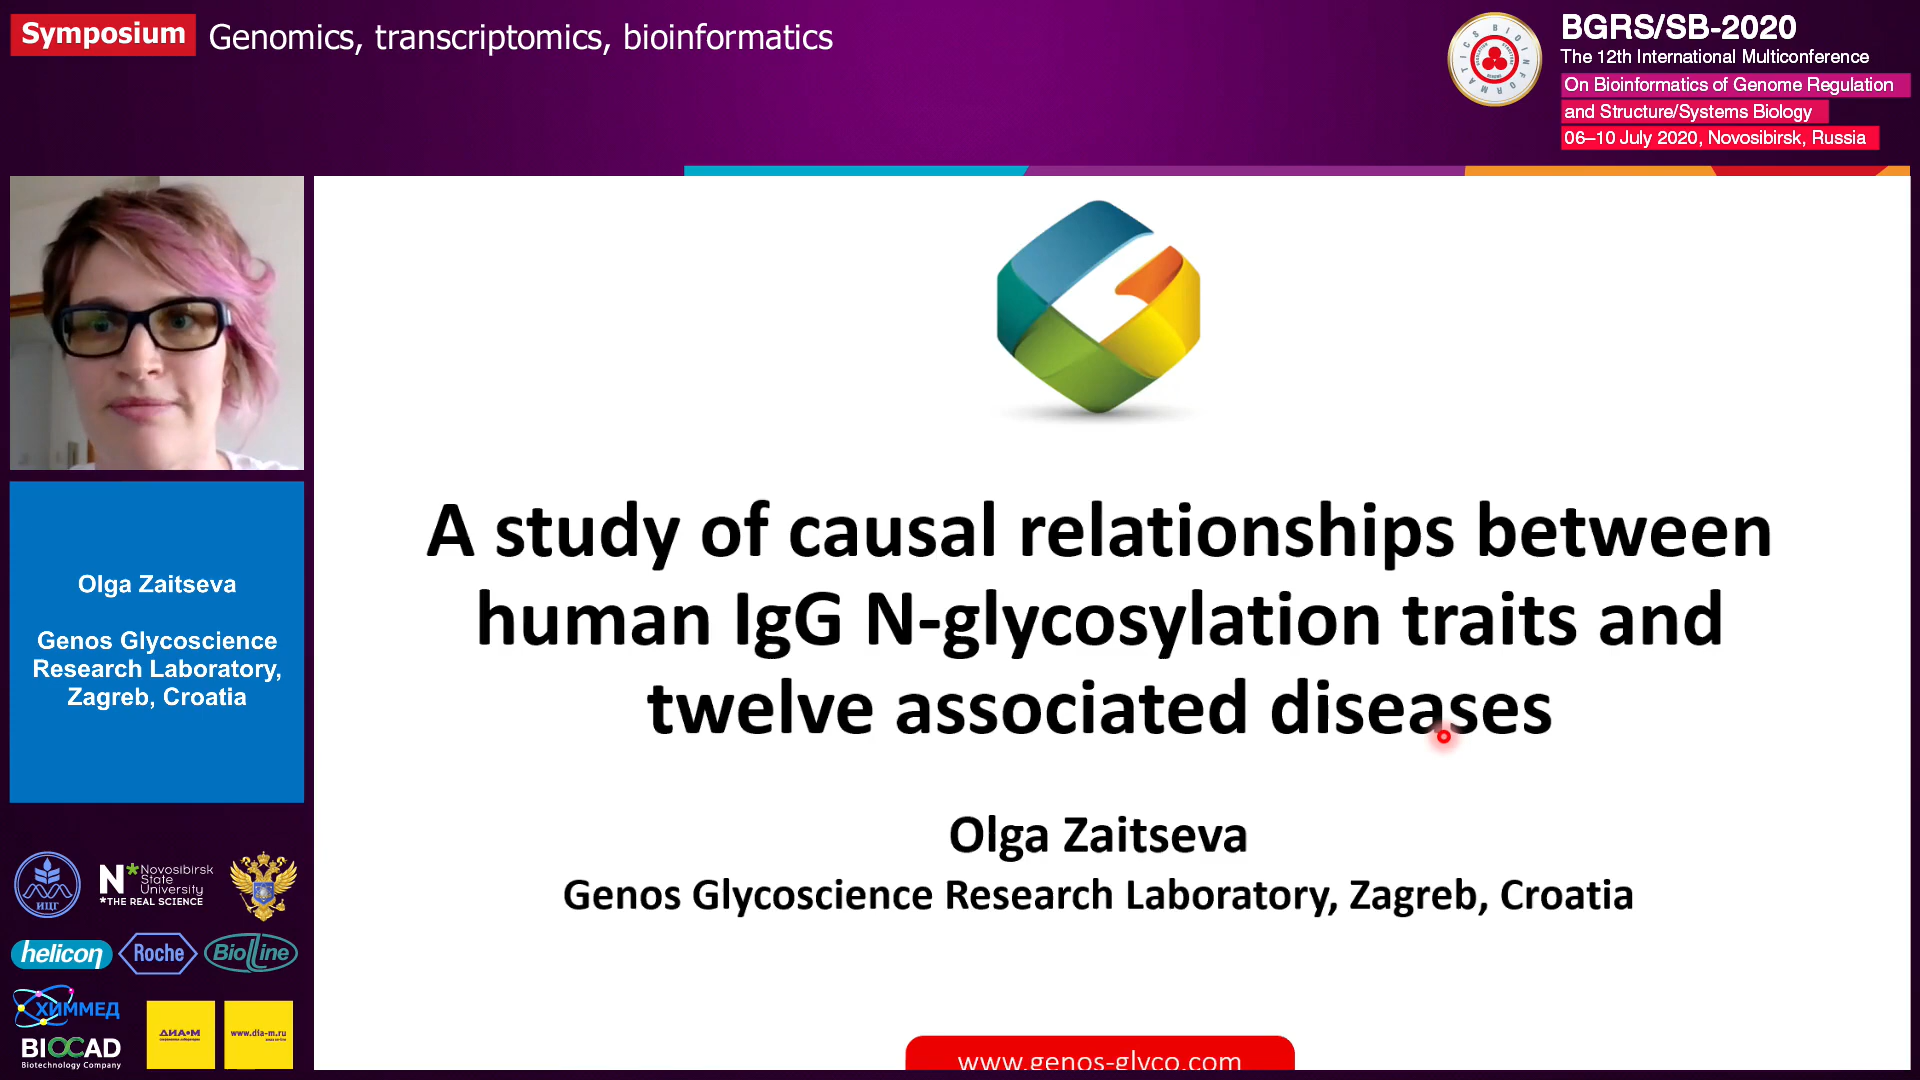 Symposium
Genomics, transcriptomics, bioinformatics
BIOINFORMATICS
BGRS/SB-2020
The 12th International Multiconference
On Bioinformatics of Genome Regulation
and Structure/Systems Biology
06–10 July 2020, Novosibirsk, Russia
A study of causal relationships between
human IgG N-glycosylation traits and
twelve associated diseases
Olga Zaitseva
Genos Glycoscience Research Laboratory, Zagreb, Croatia
www.genos-glyco.com
Olga Zaitseva
Genos Glycoscience
Research Laboratory,
Zagreb, Croatia
ИЦГ
N*Novosibirsk
State
University
*THE REAL SCIENCE
helicon
Roche
BioLine
ХИММЕД
BIOCAD
Biotechnology Company
ДИА•М
www.dia-m.ru